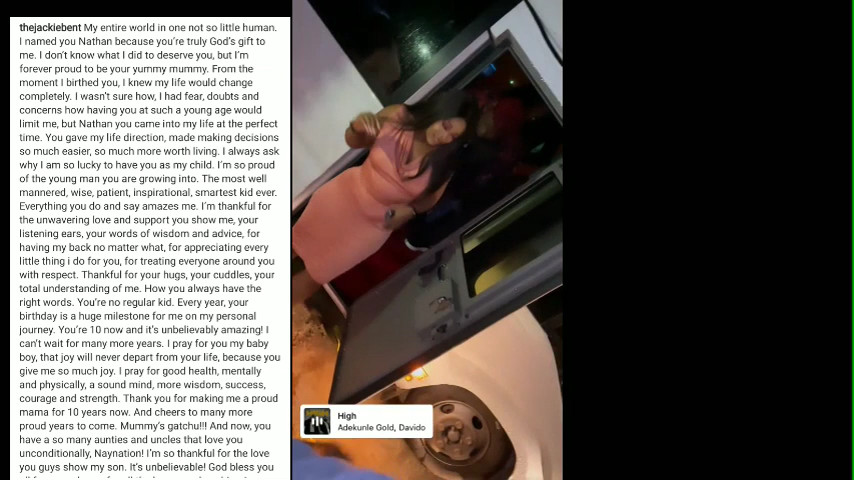 thejackiebent My entire world in one not so little human.
I named you Nathan because you're truly God's gift to
me. I don't know what I did to deserve you, but I'm
forever proud to be your yummy mummy. From the
moment I birthed you, I knew my life would change
completely. I wasn't sure how, I had fear, doubts and
concerns how having you at such a young age would
limit me, but Nathan you came into my life at the perfect
time. You gave my life direction, made making decisions
so much easier, so much more worth living. I always ask
why I am so lucky to have you as my child. I'm so proud
of the young man you are growing into. The most well
mannered, wise, patient, inspirational, smartest kid ever.
Everything you do and say amazes me. I'm thankful for
the unwavering love and support you show me, your
listening ears, your words of wisdom and advice, for
having my back no matter what, for appreciating every
little thing i do for you, for treating everyone around you
with respect. Thankful for your hugs, your cuddles, your
total understanding of me. How you always have the
right words. You're no regular kid. Every year, your
birthday is a huge milestone for me on my personal
journey. You're 10 now and it's unbelievably amazing! I
can't wait for many more years. I pray for you my baby
boy, that joy will never depart from your life, because you
give me so much joy. I pray for good health, mentally
and physically, a sound mind, more wisdom, success,
courage and strength. Thank you for making me a proud
mama for 10 years now. And cheers to many more
proud years to come. Mummy's gatchu!!! And now, you
have a so many aunties and uncles that love you
unconditionally, Naynation! I'm so thankful for the love
you guys show my son. It's unbelievable! God bless you
High
Adekunle Gold, Davido